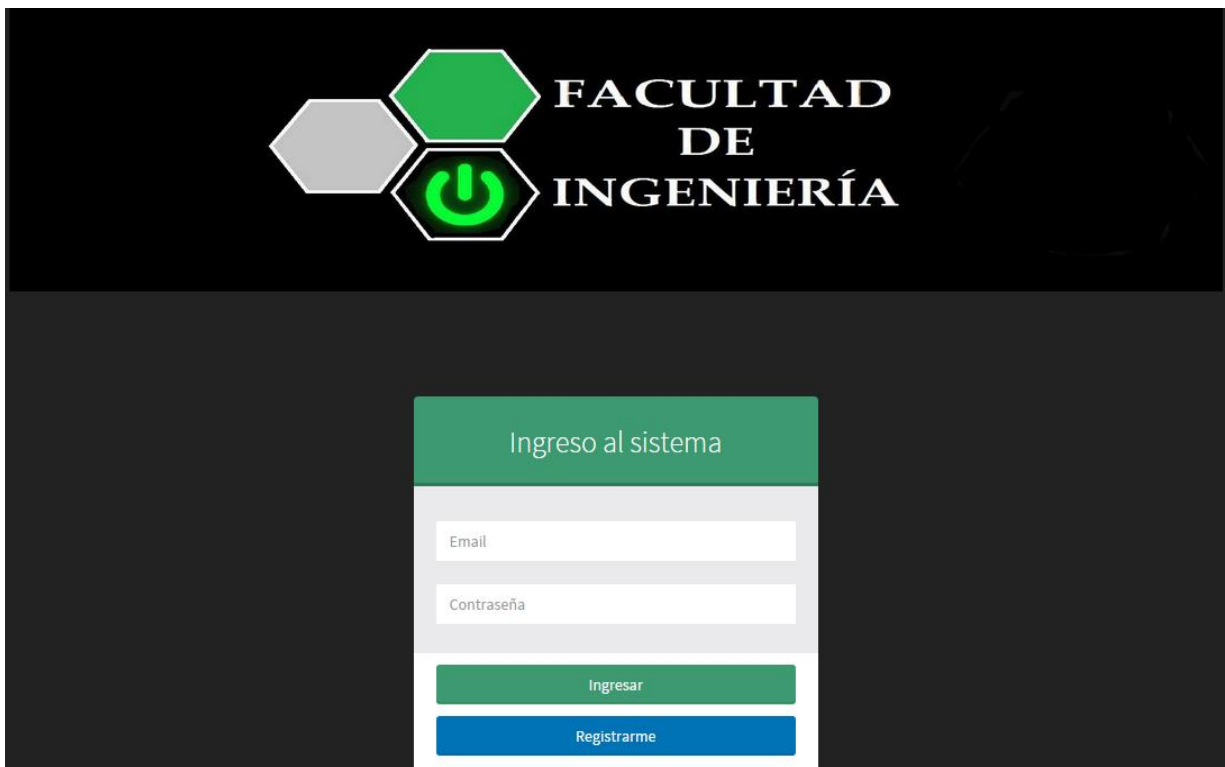 FACULTAD
DE
INGENIERÍA
Ingreso al sistema
Email
Contraseña
Ingresar
Registrarme